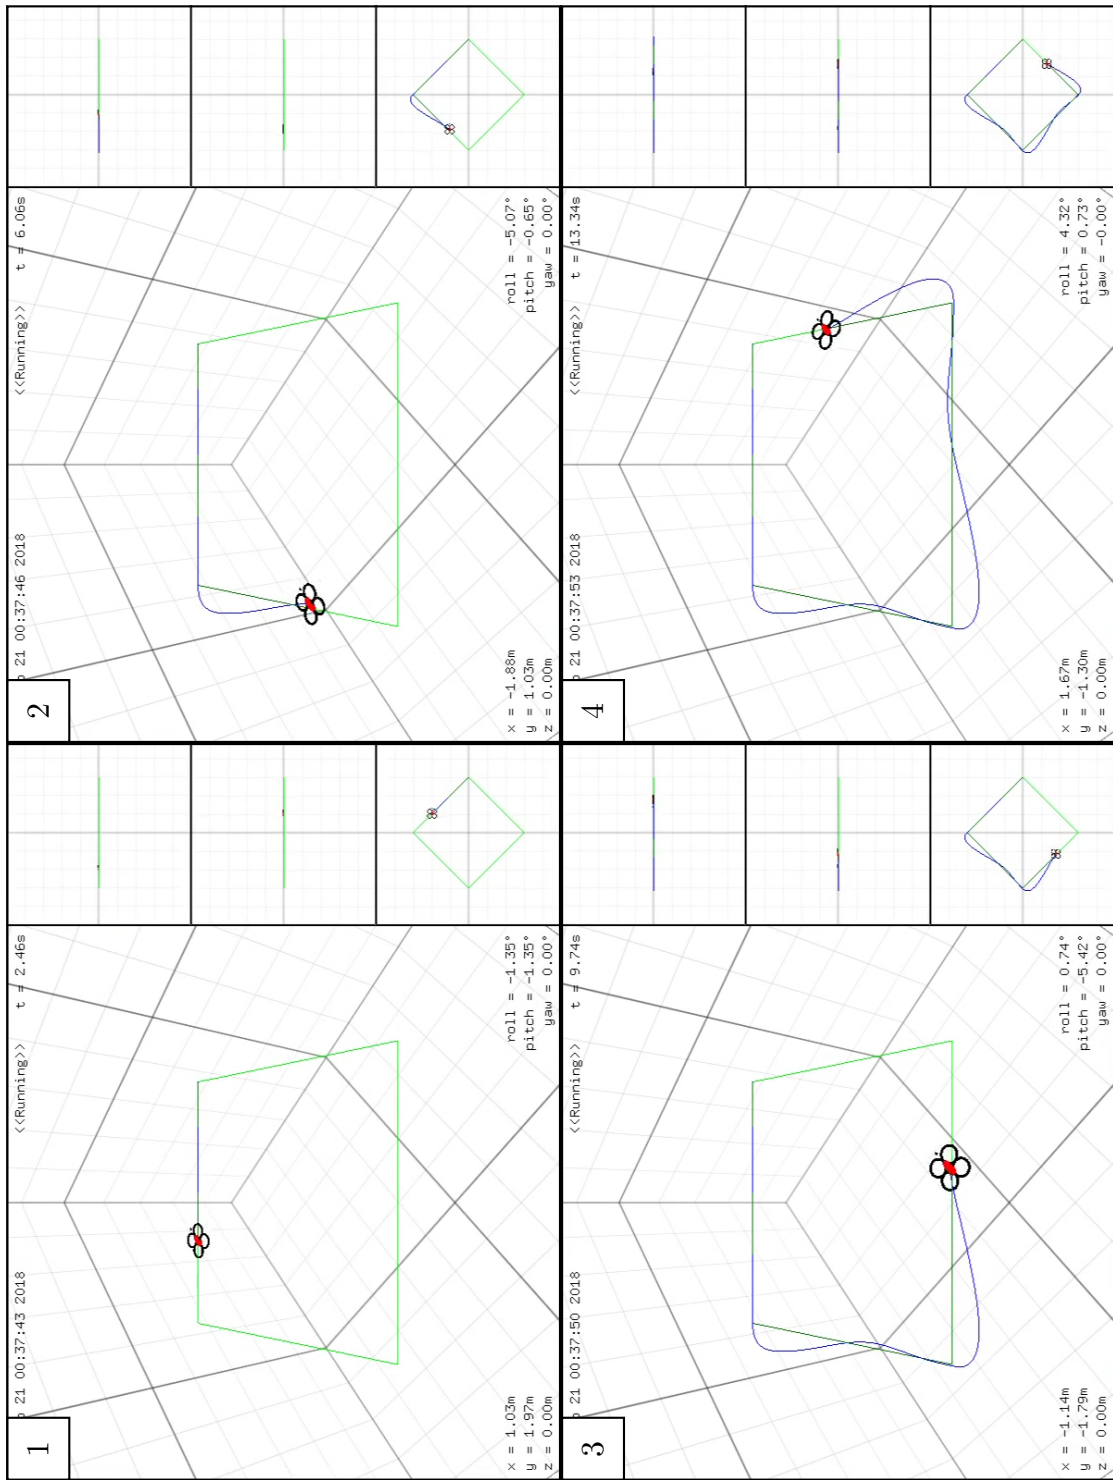 1
21 00:37:43 2018
<<Running>>
t = 2.46s
x = 1.03m
y = 1.97m
z = 0.00m
roll = -1.35°
pitch = -1.35°
yaw = 0.00°
2
21 00:37:46 2018
<<Running>>
t = 6.06s
x = -1.88m
y = 1.03m
z = 0.00m
roll = -5.07°
pitch = -0.65°
yaw = 0.00°
3
21 00:37:50 2018
<<Running>>
t = 9.74s
x = -1.14m
y = -1.79m
z = 0.00m
roll = 0.74°
pitch = -5.42°
yaw = 0.00°
4
21 00:37:53 2018
<<Running>>
t = 13.34s
x = 1.67m
y = -1.30m
z = 0.00m
roll = 4.32°
pitch = 0.73°
yaw = -0.00°